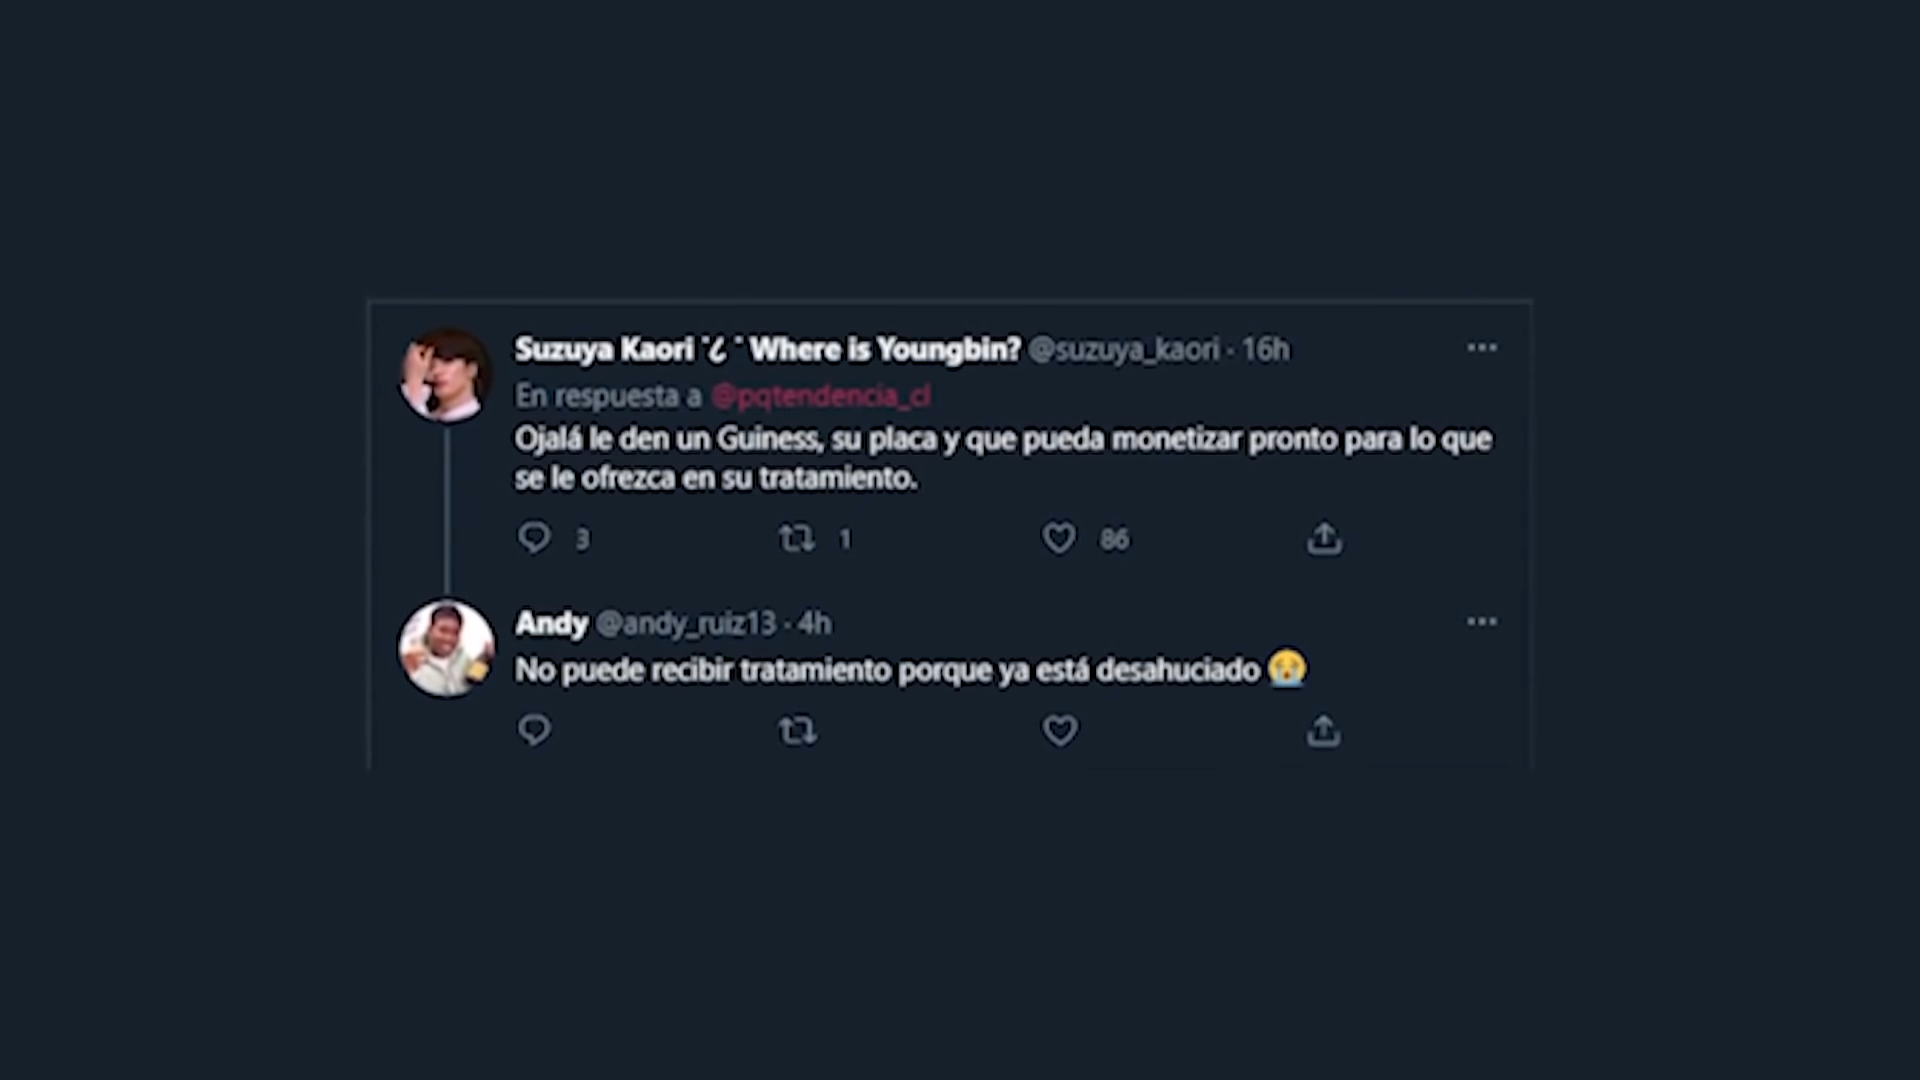 Suzuya Kaori ˙૮ ˙ Where is Youngbin? @suzuya_kaori · 16h
En respuesta a @pqtendencia_cl
Ojalá le den un Guiness, su placa y que pueda monetizar pronto para lo que
se le ofrezca en su tratamiento.
3 1 86
Andy @andy_ruiz13 · 4h
No puede recibir tratamiento porque ya está desahuciado 😭